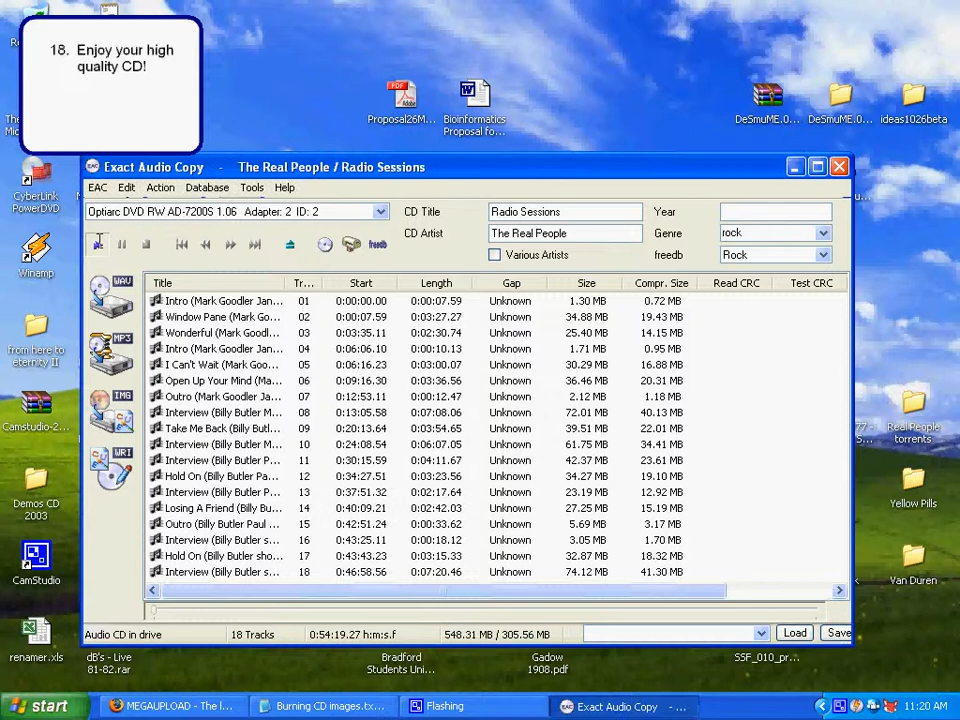 18. Enjoy your high
quality CD!
Proposal26M...
Bioinformatics
Proposal fo...
DeSmuME.0...
DeSmuME.0...
ideas1026beta
CyberLink
PowerDVD
Winamp
from here to
eternity II
Camstudio-2...
Demos CD
2003
CamStudio
renamer.xls
Exact Audio Copy - The Real People / Radio Sessions
EAC Edit Action Database Tools Help
Optiarc DVD RW AD-7200S 1.06 Adapter: 2 ID: 2
CD Title Radio Sessions Year
CD Artist The Real People Genre rock
Various Artists freedb Rock
freedb
Title Tr... Start Length Gap Size Compr. Size Read CRC Test CRC
Intro (Mark Goodler Jan... 01 0:00:00.00 0:00:07.59 Unknown 1.30 MB 0.72 MB
Window Pane (Mark Go... 02 0:00:07.59 0:03:27.27 Unknown 34.88 MB 19.43 MB
Wonderful (Mark Goodl... 03 0:03:35.11 0:02:30.74 Unknown 25.40 MB 14.15 MB
Intro (Mark Goodler Jan... 04 0:06:06.10 0:00:10.13 Unknown 1.71 MB 0.95 MB
I Can't Wait (Mark Goo... 05 0:06:16.23 0:03:00.07 Unknown 30.29 MB 16.88 MB
Open Up Your Mind (Ma... 06 0:09:16.30 0:03:36.56 Unknown 36.46 MB 20.31 MB
Outro (Mark Goodler Jan... 07 0:12:53.11 0:00:12.47 Unknown 2.12 MB 1.18 MB
Interview (Billy Butler M... 08 0:13:05.58 0:07:08.06 Unknown 72.01 MB 40.13 MB
Take Me Back (Billy Butl... 09 0:20:13.64 0:03:54.65 Unknown 39.51 MB 22.01 MB
Interview (Billy Butler M... 10 0:24:08.54 0:06:07.05 Unknown 61.75 MB 34.41 MB
Interview (Billy Butler P... 11 0:30:15.59 0:04:11.67 Unknown 42.37 MB 23.61 MB
Hold On (Billy Butler Pa... 12 0:34:27.51 0:03:23.56 Unknown 34.27 MB 19.10 MB
Interview (Billy Butler P... 13 0:37:51.32 0:02:17.64 Unknown 23.19 MB 12.92 MB
Losing A Friend (Billy Bu... 14 0:40:09.21 0:02:42.03 Unknown 27.25 MB 15.19 MB
Outro (Billy Butler Paul ... 15 0:42:51.24 0:00:33.62 Unknown 5.69 MB 3.17 MB
Interview (Billy Butler s... 16 0:43:25.11 0:00:18.12 Unknown 3.05 MB 1.70 MB
Hold On (Billy Butler sho... 17 0:43:43.23 0:03:15.33 Unknown 32.87 MB 18.32 MB
Interview (Billy Butler s... 18 0:46:58.56 0:07:20.46 Unknown 74.12 MB 41.30 MB
WAV
MP3
IMG
WRI
Audio CD in drive 18 Tracks 0:54:19.27 h:m:s.f 548.31 MB / 305.56 MB Load Save
Real People
torrents
Yellow Pills
Van Duren
dB's - Live
81-82.rar
Bradford
Students Uni...
Gadow
1908.pdf
SSF_010_pr...
start MEGAUPLOAD - The l... Burning CD images.tx... Flashing Exact Audio Copy - ... 11:20 AM